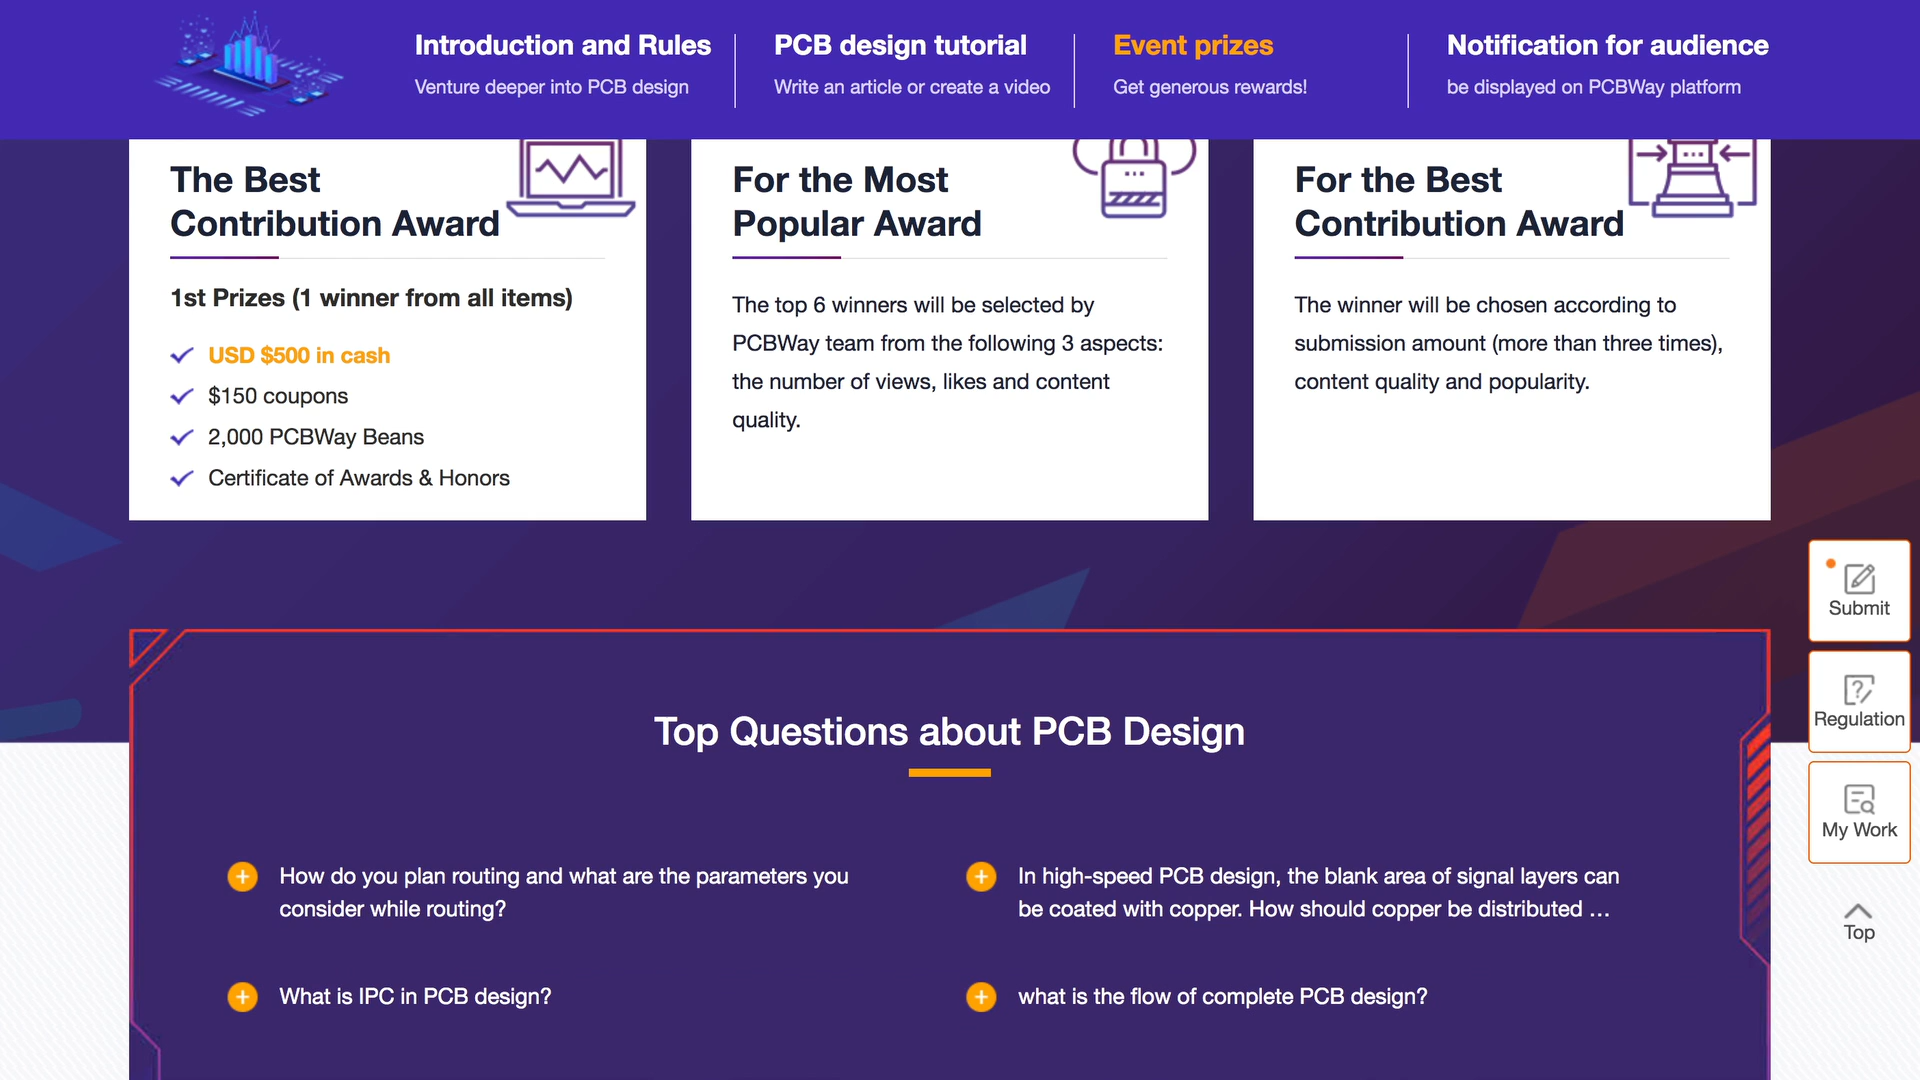 Introduction and Rules
Venture deeper into PCB design
PCB design tutorial
Write an article or create a video
Event prizes
Get generous rewards!
Notification for audience
be displayed on PCBWay platform
The Best
Contribution Award
1st Prizes (1 winner from all items)
USD $500 in cash
$150 coupons
2,000 PCBWay Beans
Certificate of Awards & Honors
For the Most
Popular Award
The top 6 winners will be selected by
PCBWay team from the following 3 aspects:
the number of views, likes and content
quality.
For the Best
Contribution Award
The winner will be chosen according to
submission amount (more than three times),
content quality and popularity.
Submit
Regulation
My Work
Top
Top Questions about PCB Design
How do you plan routing and what are the parameters you
consider while routing?
In high-speed PCB design, the blank area of signal layers can
be coated with copper. How should copper be distributed ...
What is IPC in PCB design?
what is the flow of complete PCB design?